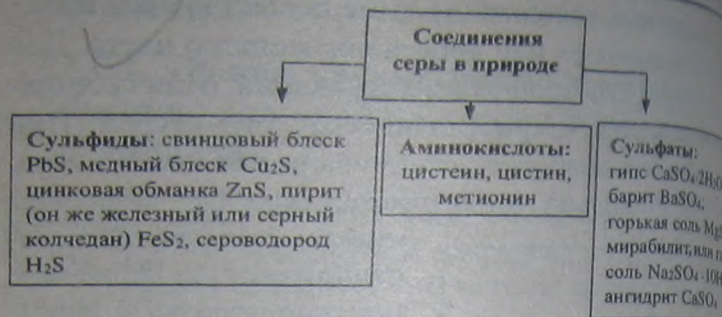 Соединения
серы в природе
Сульфиды: свинцовый блеск
PbS, медный блеск Cu₂S,
цинковая обманка ZnS, пирит
(он же железный или серный
колчедан) FeS₂, сероводород
H₂S
Аминокислоты:
цистеин, цистин,
метионин
Сульфаты:
гипс CaSO₄·2H₂O
барит BaSO₄,
горькая соль
мирабилит, или
соль Na₂SO₄·10H
ангидрит CaSO₄